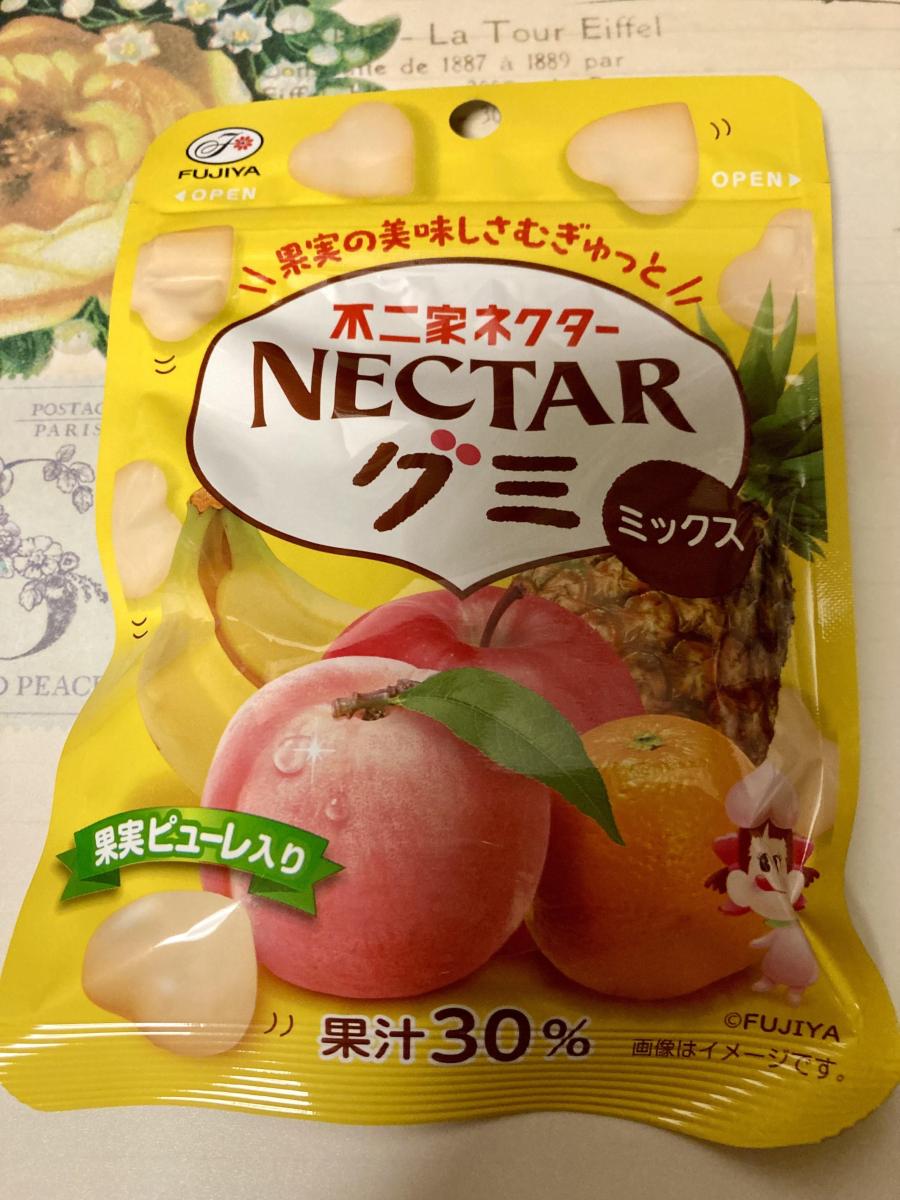 La Tour Eiffel
de 1887 à 1889 par
FUJIYA
OPEN
OPEN
果実の美味しさむぎゅっと
不二家ネクター
NECTAR
グミ
ミックス
POSTAG
PARIS
PEACE
果実ピューレ入り
果汁30%
©FUJIYA
画像はイメージです。